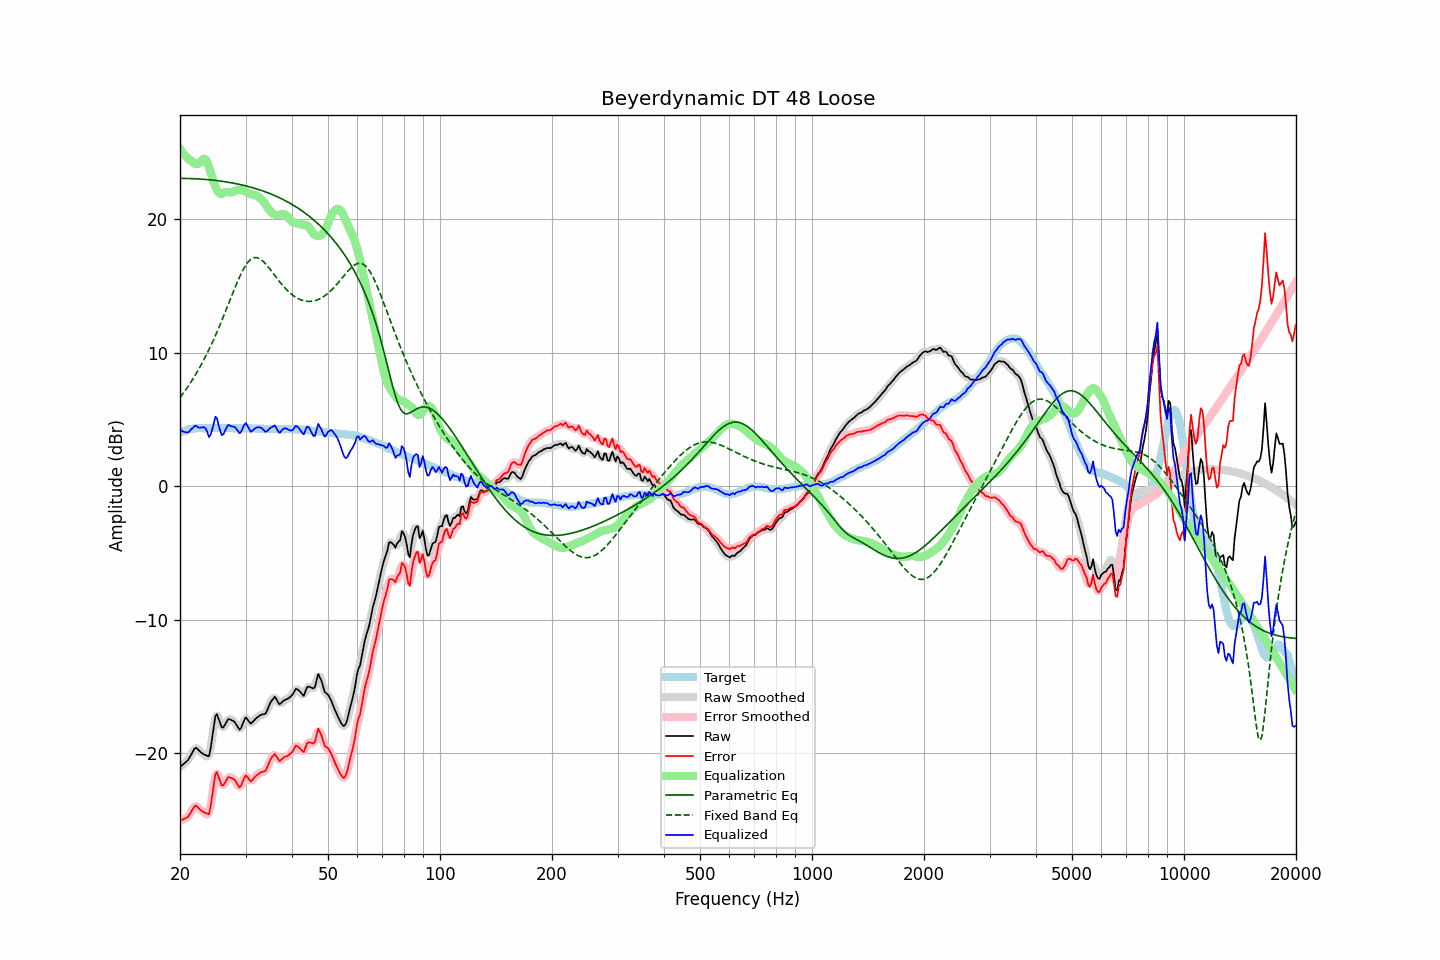 Beyerdynamic DT 48 Loose
Amplitude (dBr)
20
10
0
−10
−20
Target
Raw Smoothed
Error Smoothed
Raw
Error
Equalization
Parametric Eq
Fixed Band Eq
Equalized
20 50 100 200 500 1000 2000 5000 10000 20000
Frequency (Hz)